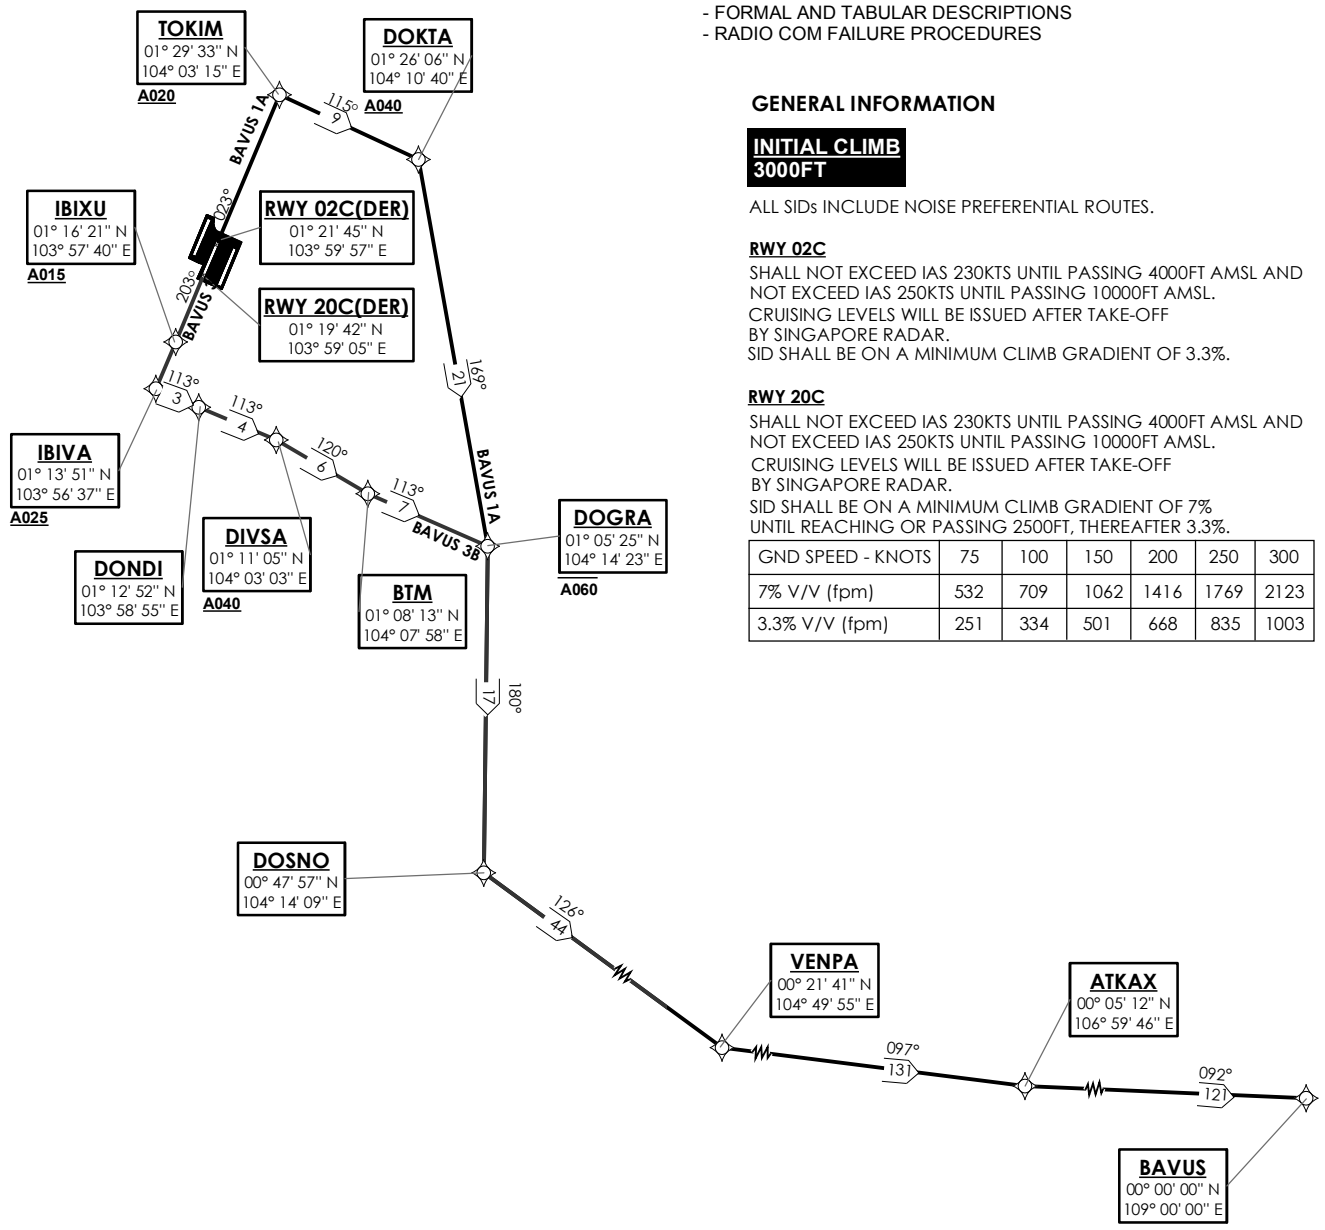 - FORMAL AND TABULAR DESCRIPTIONS
- RADIO COM FAILURE PROCEDURES
TOKIM
01° 29' 33" N
104° 03' 15" E
A020
DOKTA
01° 26' 06" N
104° 10' 40" E
A040
115°
9
BAVUS 1A
023°
GENERAL INFORMATION
INITIAL CLIMB
3000FT
ALL SIDs INCLUDE NOISE PREFERENTIAL ROUTES.
RWY 02C
SHALL NOT EXCEED IAS 230KTS UNTIL PASSING 4000FT AMSL AND
NOT EXCEED IAS 250KTS UNTIL PASSING 10000FT AMSL.
CRUISING LEVELS WILL BE ISSUED AFTER TAKE-OFF
BY SINGAPORE RADAR.
SID SHALL BE ON A MINIMUM CLIMB GRADIENT OF 3.3%.
RWY 20C
SHALL NOT EXCEED IAS 230KTS UNTIL PASSING 4000FT AMSL AND
NOT EXCEED IAS 250KTS UNTIL PASSING 10000FT AMSL.
CRUISING LEVELS WILL BE ISSUED AFTER TAKE-OFF
BY SINGAPORE RADAR.
SID SHALL BE ON A MINIMUM CLIMB GRADIENT OF 7%
UNTIL REACHING OR PASSING 2500FT, THEREAFTER 3.3%.
GND SPEED - KNOTS 75 100 150 200 250 300
7% V/V (fpm) 532 709 1062 1416 1769 2123
3.3% V/V (fpm) 251 334 501 668 835 1003
IBIXU
01° 16' 21" N
103° 57' 40" E
A015
RWY 02C(DER)
01° 21' 45" N
103° 59' 57" E
RWY 20C(DER)
01° 19' 42" N
103° 59' 05" E
203°
BAVUS
169°
21
BAVUS 1A
113°
3
113°
4
120°
6
113°
7
BAVUS 3B
IBIVA
01° 13' 51" N
103° 56' 37" E
A025
DONDI
01° 12' 52" N
103° 58' 55" E
DIVSA
01° 11' 05" N
104° 03' 03" E
A040
BTM
01° 08' 13" N
104° 07' 58" E
DOGRA
01° 05' 25" N
104° 14' 23" E
A060
180°
17
DOSNO
00° 47' 57" N
104° 14' 09" E
126°
44
VENPA
00° 21' 41" N
104° 49' 55" E
097°
131
ATKAX
00° 05' 12" N
106° 59' 46" E
092°
121
BAVUS
00° 00' 00" N
109° 00' 00" E